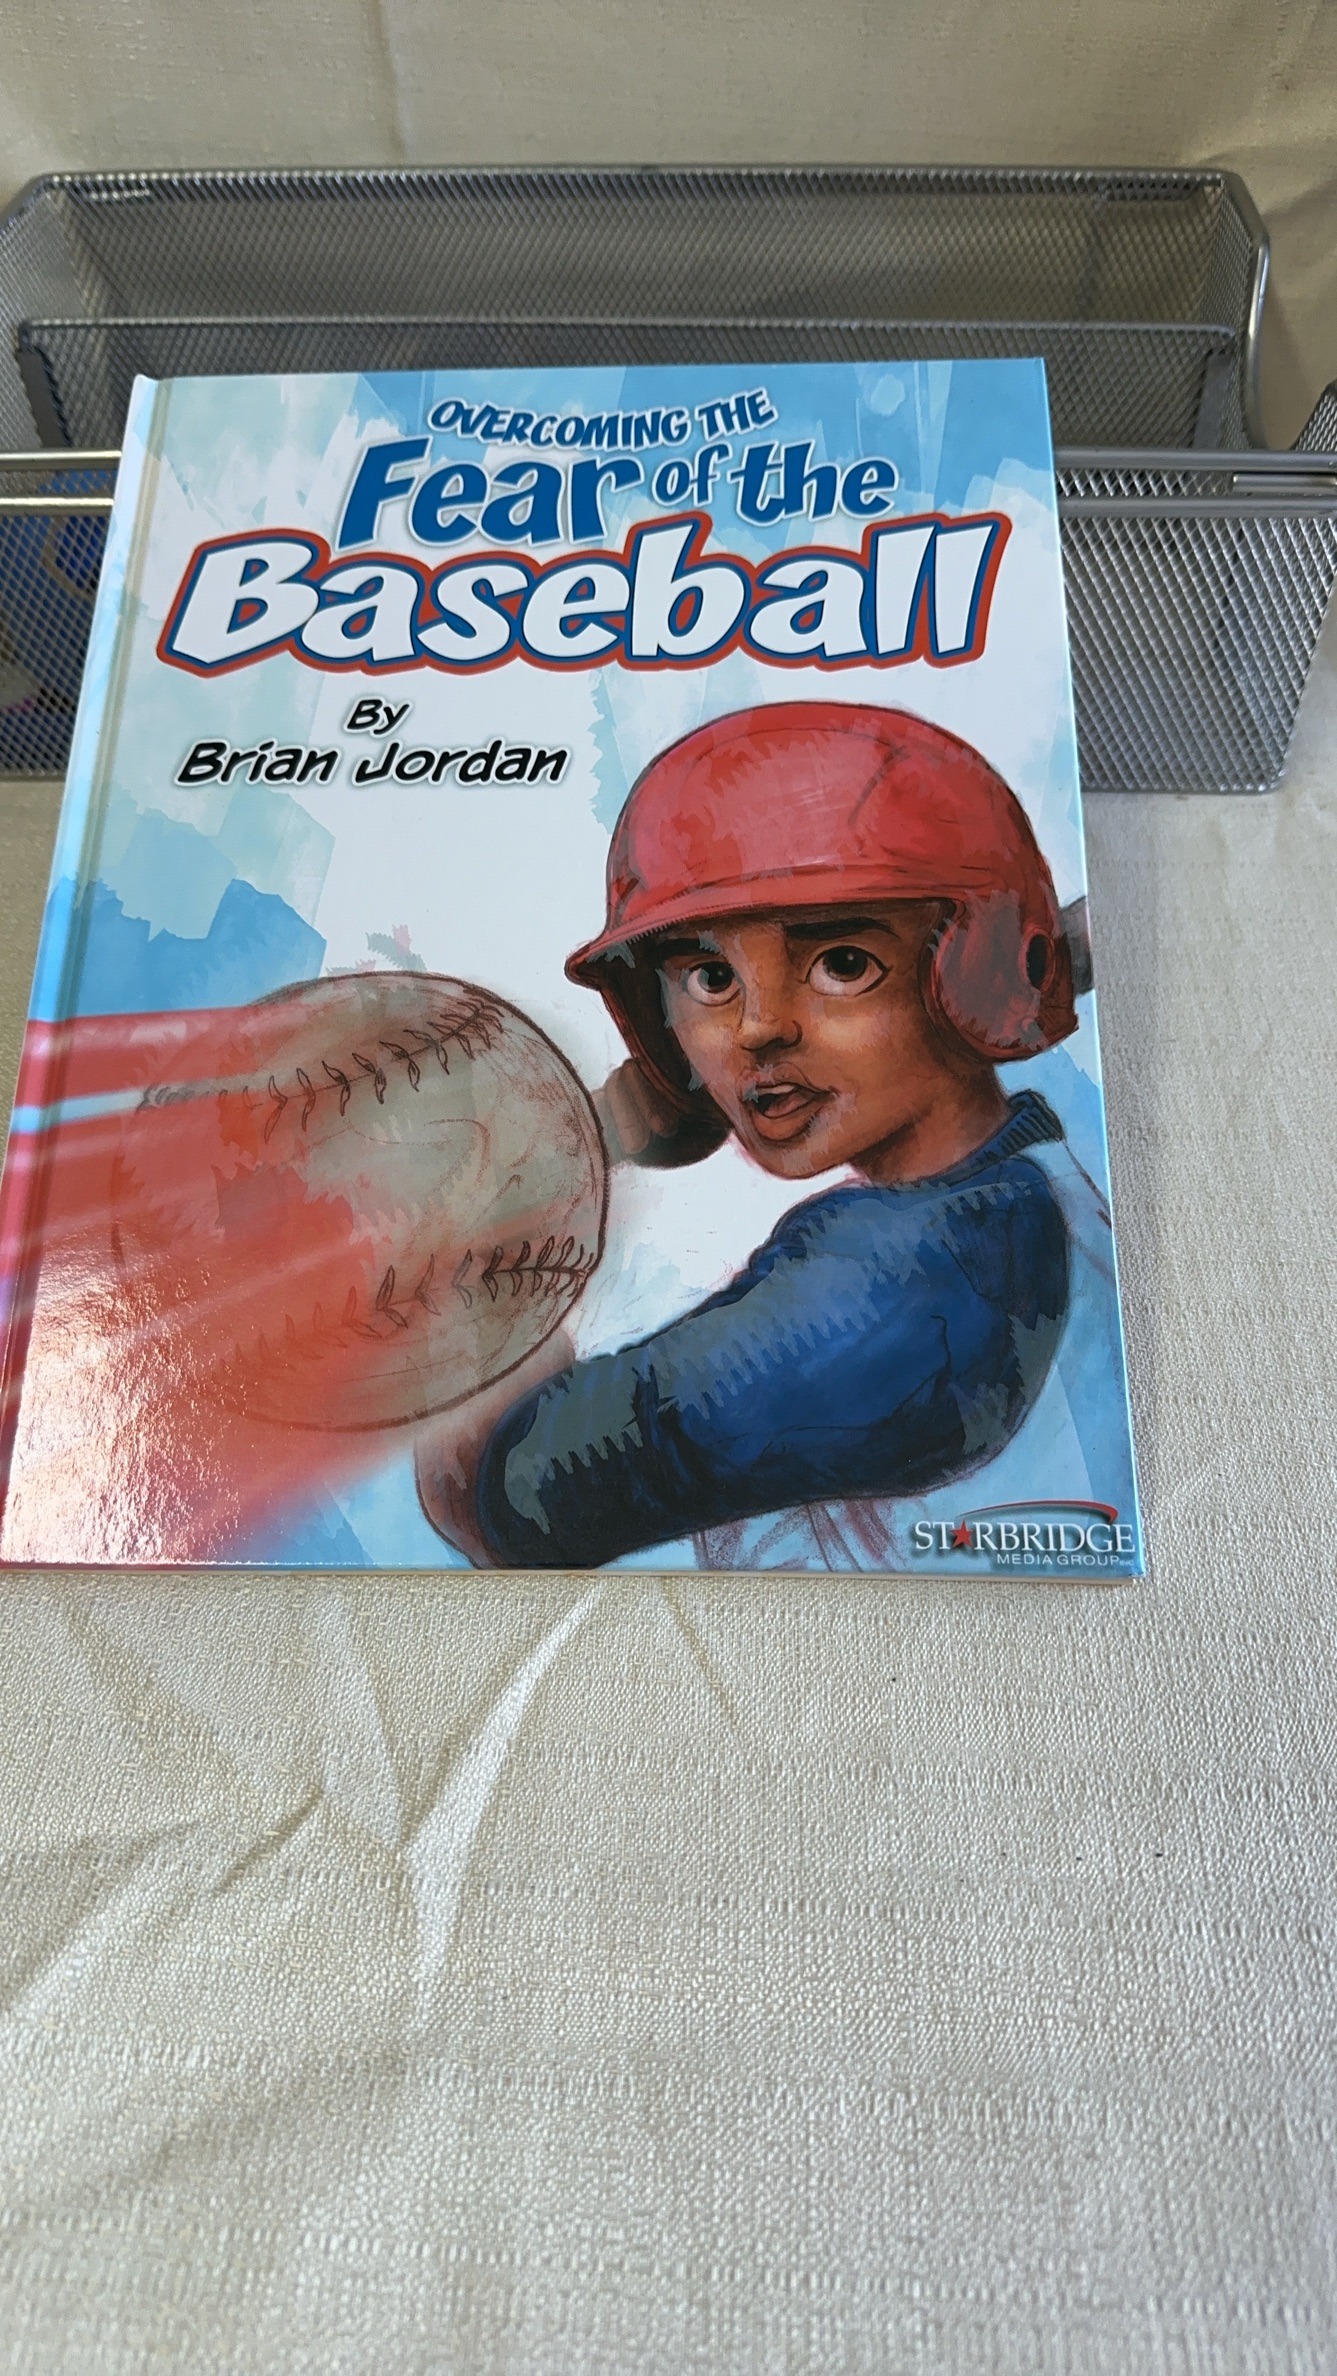 OVERCOMING THE
Fear of the
Baseball
By
Brian Jordan
STARBRIDGE
MEDIA GROUP